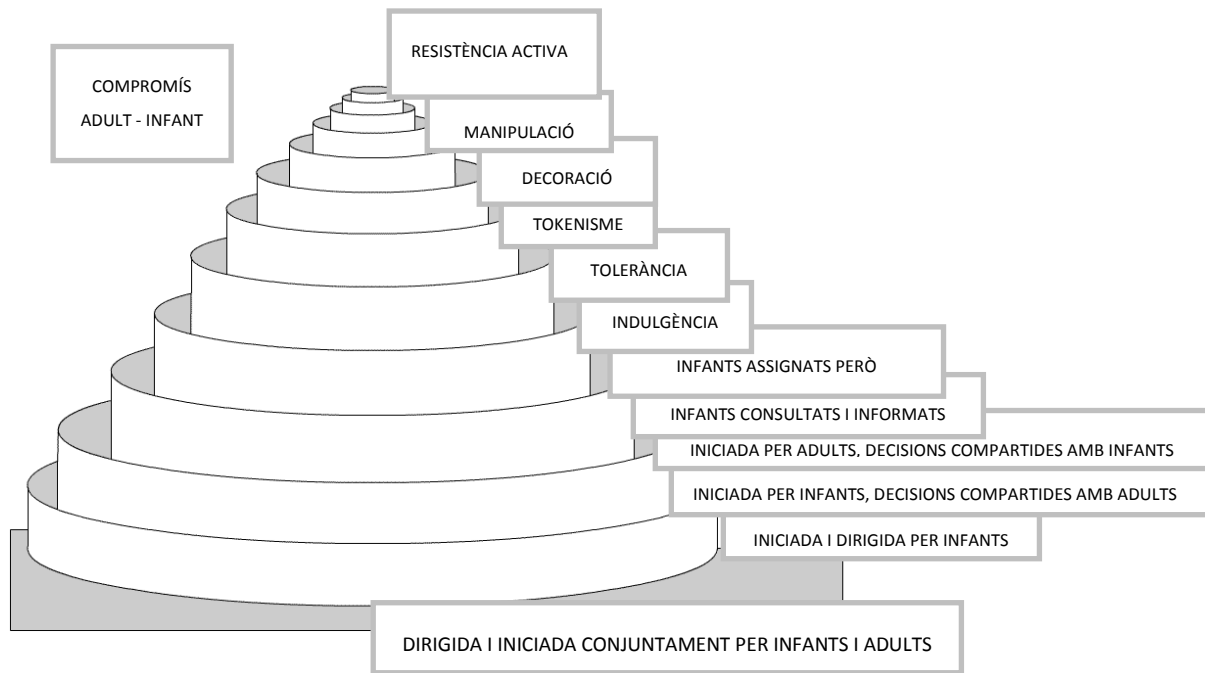 RESISTÈNCIA ACTIVA
COMPROMÍS
ADULT - INFANT
MANIPULACIÓ
DECORACIÓ
TOKENISME
TOLERÀNCIA
INDULGÈNCIA
INFANTS ASSIGNATS PERÒ
INFANTS CONSULTATS I INFORMATS
INICIADA PER ADULTS, DECISIONS COMPARTIDES AMB INFANTS
INICIADA PER INFANTS, DECISIONS COMPARTIDES AMB ADULTS
INICIADA I DIRIGIDA PER INFANTS
DIRIGIDA I INICIADA CONJUNTAMENT PER INFANTS I ADULTS